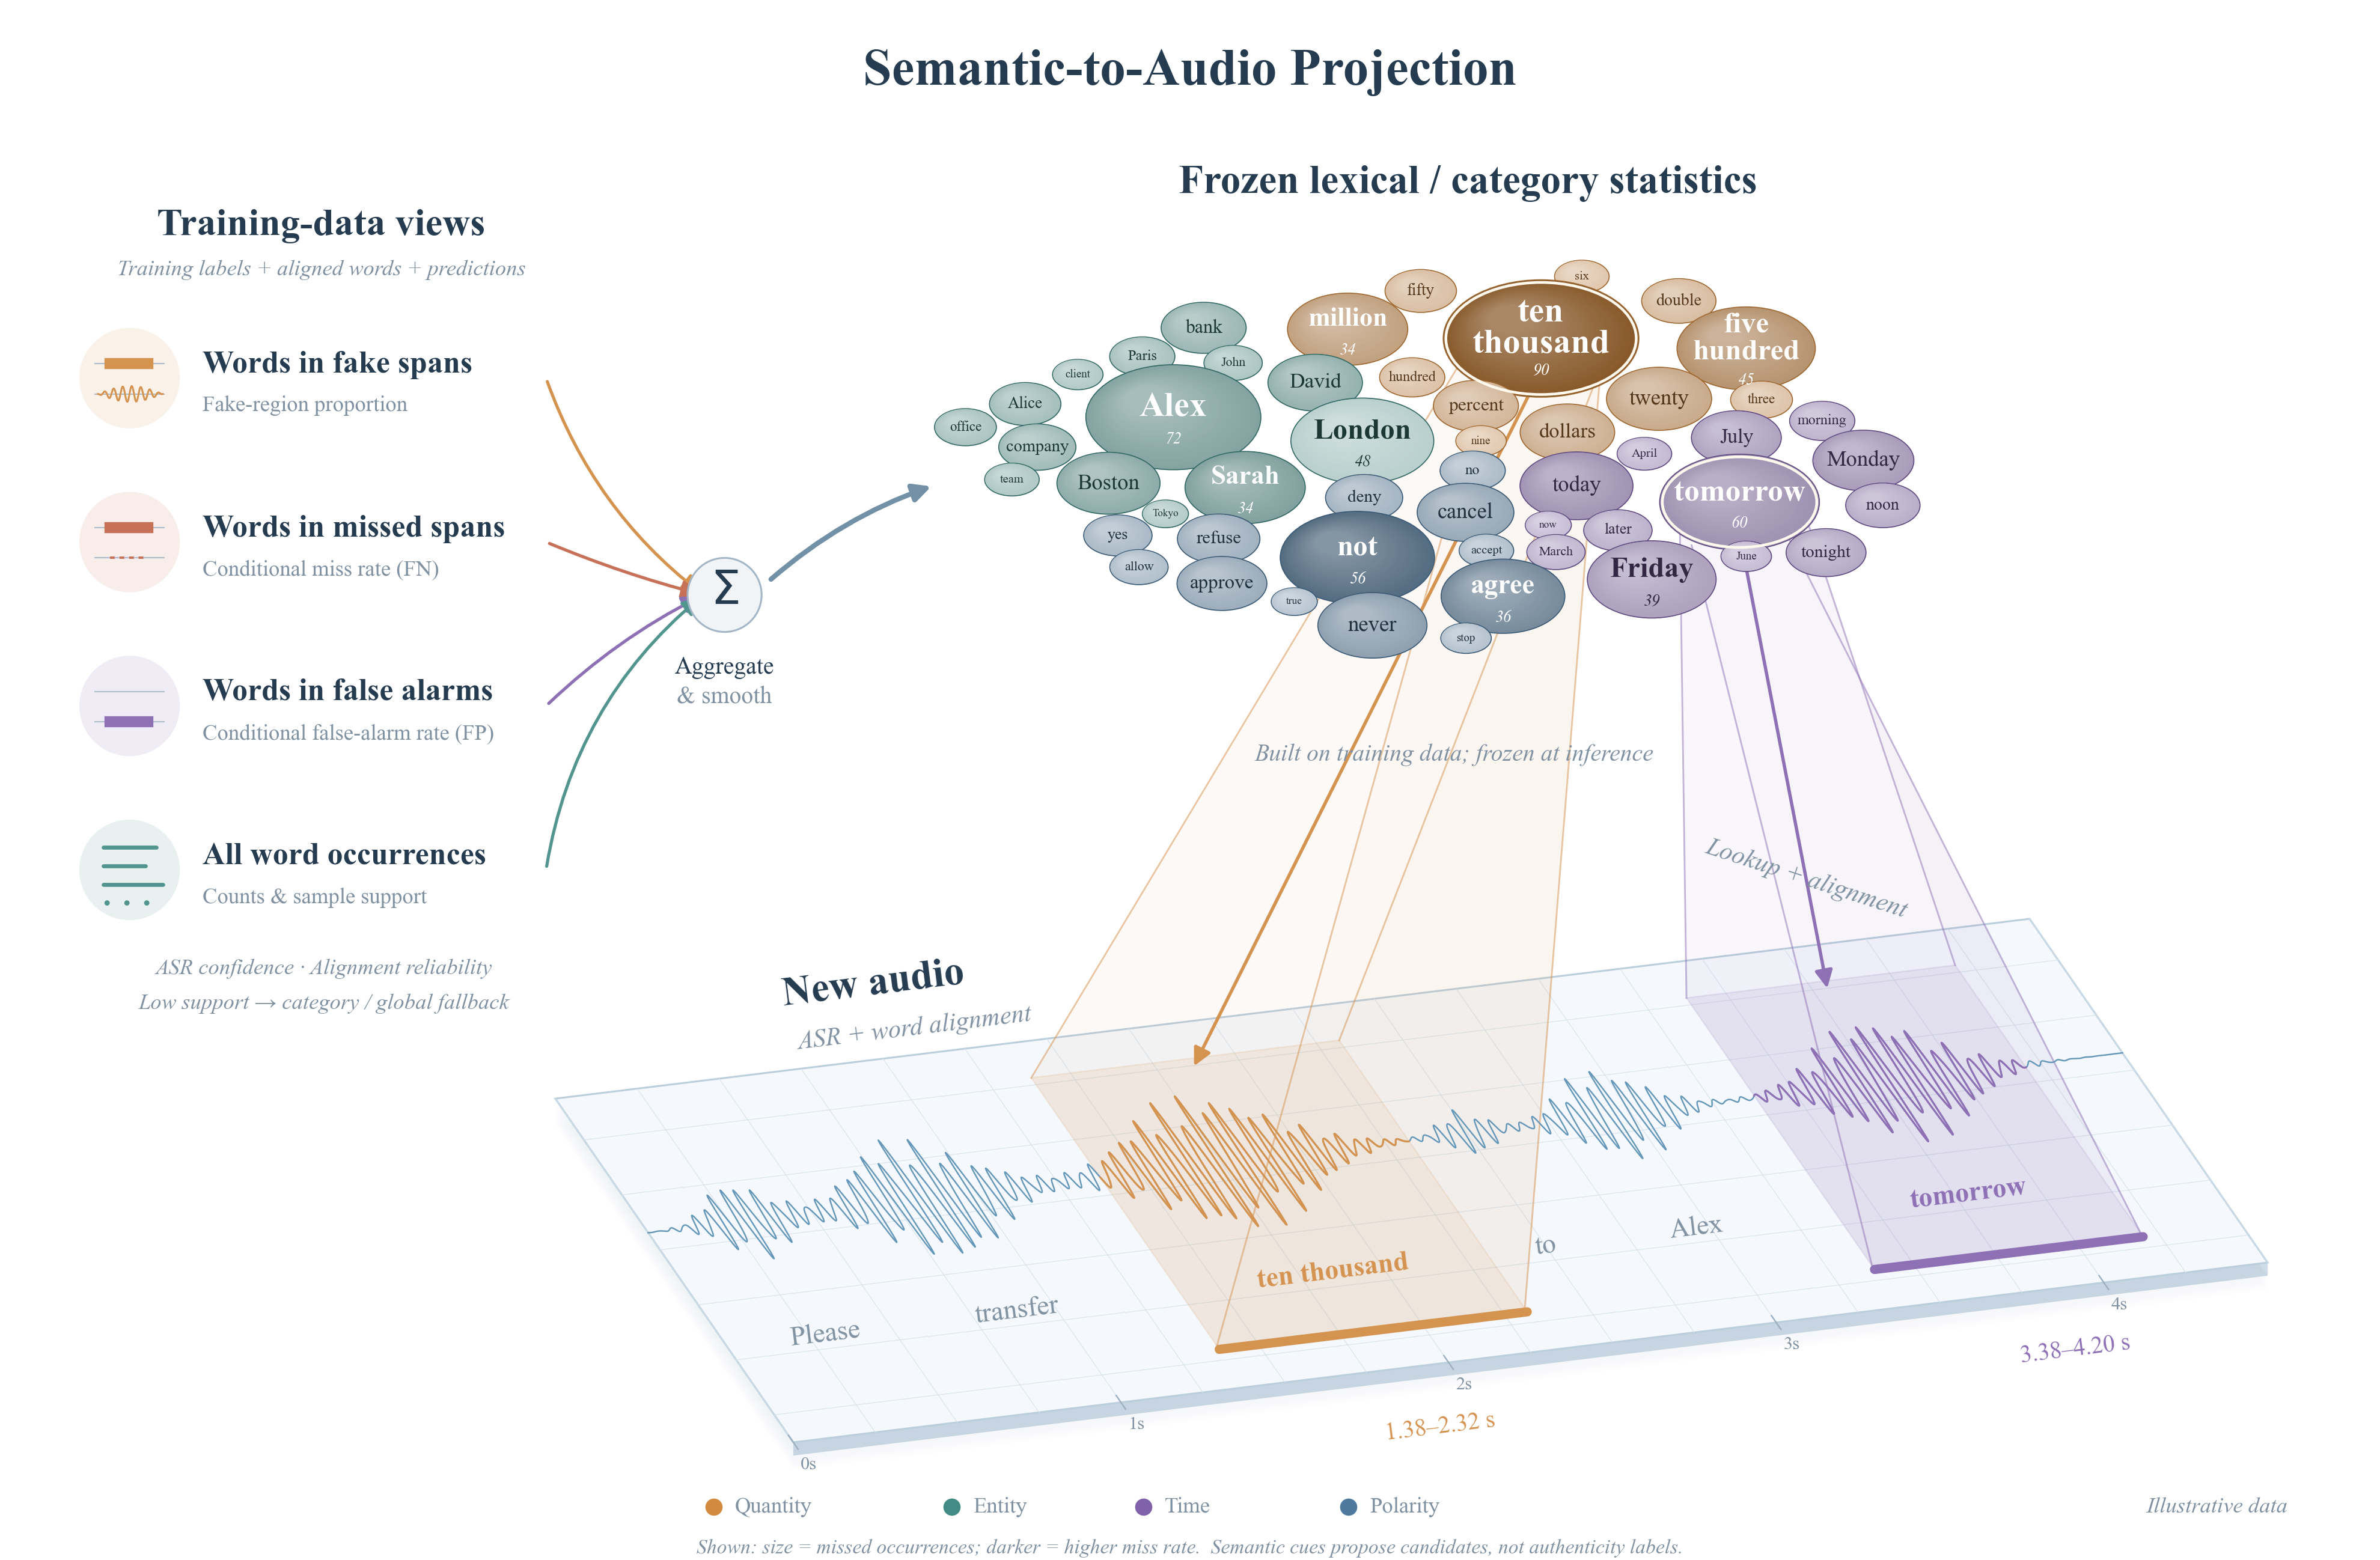 Semantic-to-Audio Projection
Training-data views
Training labels + aligned words + predictions
Words in fake spans
Fake-region proportion
Words in missed spans
Conditional miss rate (FN)
Words in false alarms
Conditional false-alarm rate (FP)
All word occurrences
Counts & sample support
ASR confidence · Alignment reliability
Low support → category / global fallback
Σ
Aggregate
& smooth
Frozen lexical / category statistics
six
fifty
double
ten
thousand
90
million
34
five
hundred
45
bank
Paris
John
client
David
hundred
percent
twenty
three
Alex
72
Alice
office
company
team
London
48
nine
dollars
July
morning
April
Monday
Boston
Sarah
34
deny
no
today
tomorrow
60
noon
Tokyo
cancel
yes
refuse
now
later
not
56
accept
March
June
tonight
allow
approve
agree
36
Friday
39
true
never
stop
Built on training data; frozen at inference
Lookup + alignment
New audio
ASR + word alignment
Please
transfer
ten thousand
to
Alex
tomorrow
0s
1s
2s
3s
4s
1.38–2.32 s
3.38–4.20 s
Quantity
Entity
Time
Polarity
Illustrative data
Shown: size = missed occurrences; darker = higher miss rate. Semantic cues propose candidates, not authenticity labels.